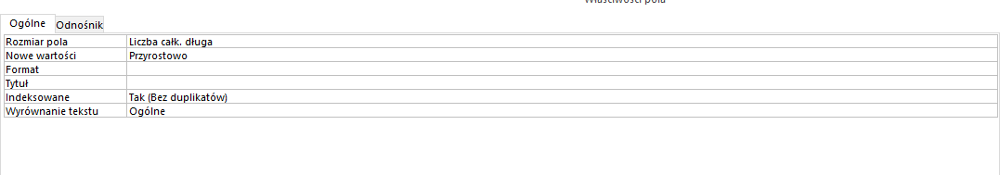 Właściwości pola
Ogólne Odnośnik
Rozmiar pola Liczba całk. długa
Nowe wartości Przyrostowo
Format
Tytuł
Indeksowane Tak (Bez duplikatów)
Wyrównanie tekstu Ogólne